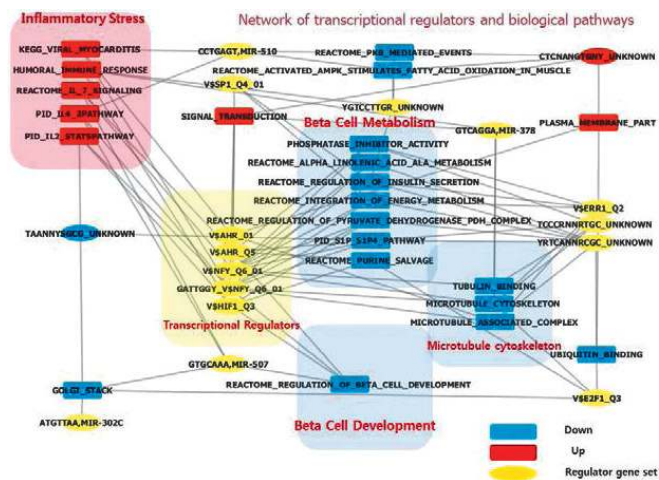 Inflammatory Stress
Network of transcriptional regulators and biological pathways
KEGG_VIRAL_MYOCARDITIS
CCTGAGT,MIR-510
REACTOME_PKB_MEDIATED_EVENTS
CTCNANGTGNY_UNKNOWN
HUMORAL_IMMUNE_RESPONSE
REACTOME_ACTIVATED_AMPK_STIMULATES_FATTY_ACID_OXIDATION_IN_MUSCLE
REACTOME_IL_7_SIGNALING
V$SP1_Q4_01
PID_IL4_2PATHWAY
YGTCCTTGR_UNKNOWN
SIGNAL_TRANSDUCTION
PLASMA_MEMBRANE_PART
Beta Cell Metabolism
GTCAGGA,MIR-378
PID_IL2_STAT5PATHWAY
PHOSPHATASE_INHIBITOR_ACTIVITY
REACTOME_ALPHA_LINOLENIC_ACID_ALA_METABOLISM
REACTOME_REGULATION_OF_INSULIN_SECRETION
REACTOME_INTEGRATION_OF_ENERGY_METABOLISM
V$ERR1_Q2
REACTOME_REGULATION_OF_PYRUVATE_DEHYDROGENASE_PDH_COMPLEX
TCCCRNNRTGC_UNKNOWN
TAANNYSGCG_UNKNOWN
V$AHR_01
PID_S1P_S1P4_PATHWAY
YRTCANNRCGC_UNKNOWN
V$AHR_Q5
REACTOME_PURINE_SALVAGE
V$NFY_Q6_01
GATTGGY_V$NFY_Q6_01
TUBULIN_BINDING
V$HIF1_Q3
MICROTUBULE_CYTOSKELETON
Transcriptional Regulators
MICROTUBULE_ASSOCIATED_COMPLEX
Microtubule cytoskeleton
GTGCAAA,MIR-507
UBIQUITIN_BINDING
REACTOME_REGULATION_OF_BETA_CELL_DEVELOPMENT
GOLGI_STACK
V$E2F1_Q3
ATGTTAA,MIR-302C
Beta Cell Development
Down
Up
Regulator gene set